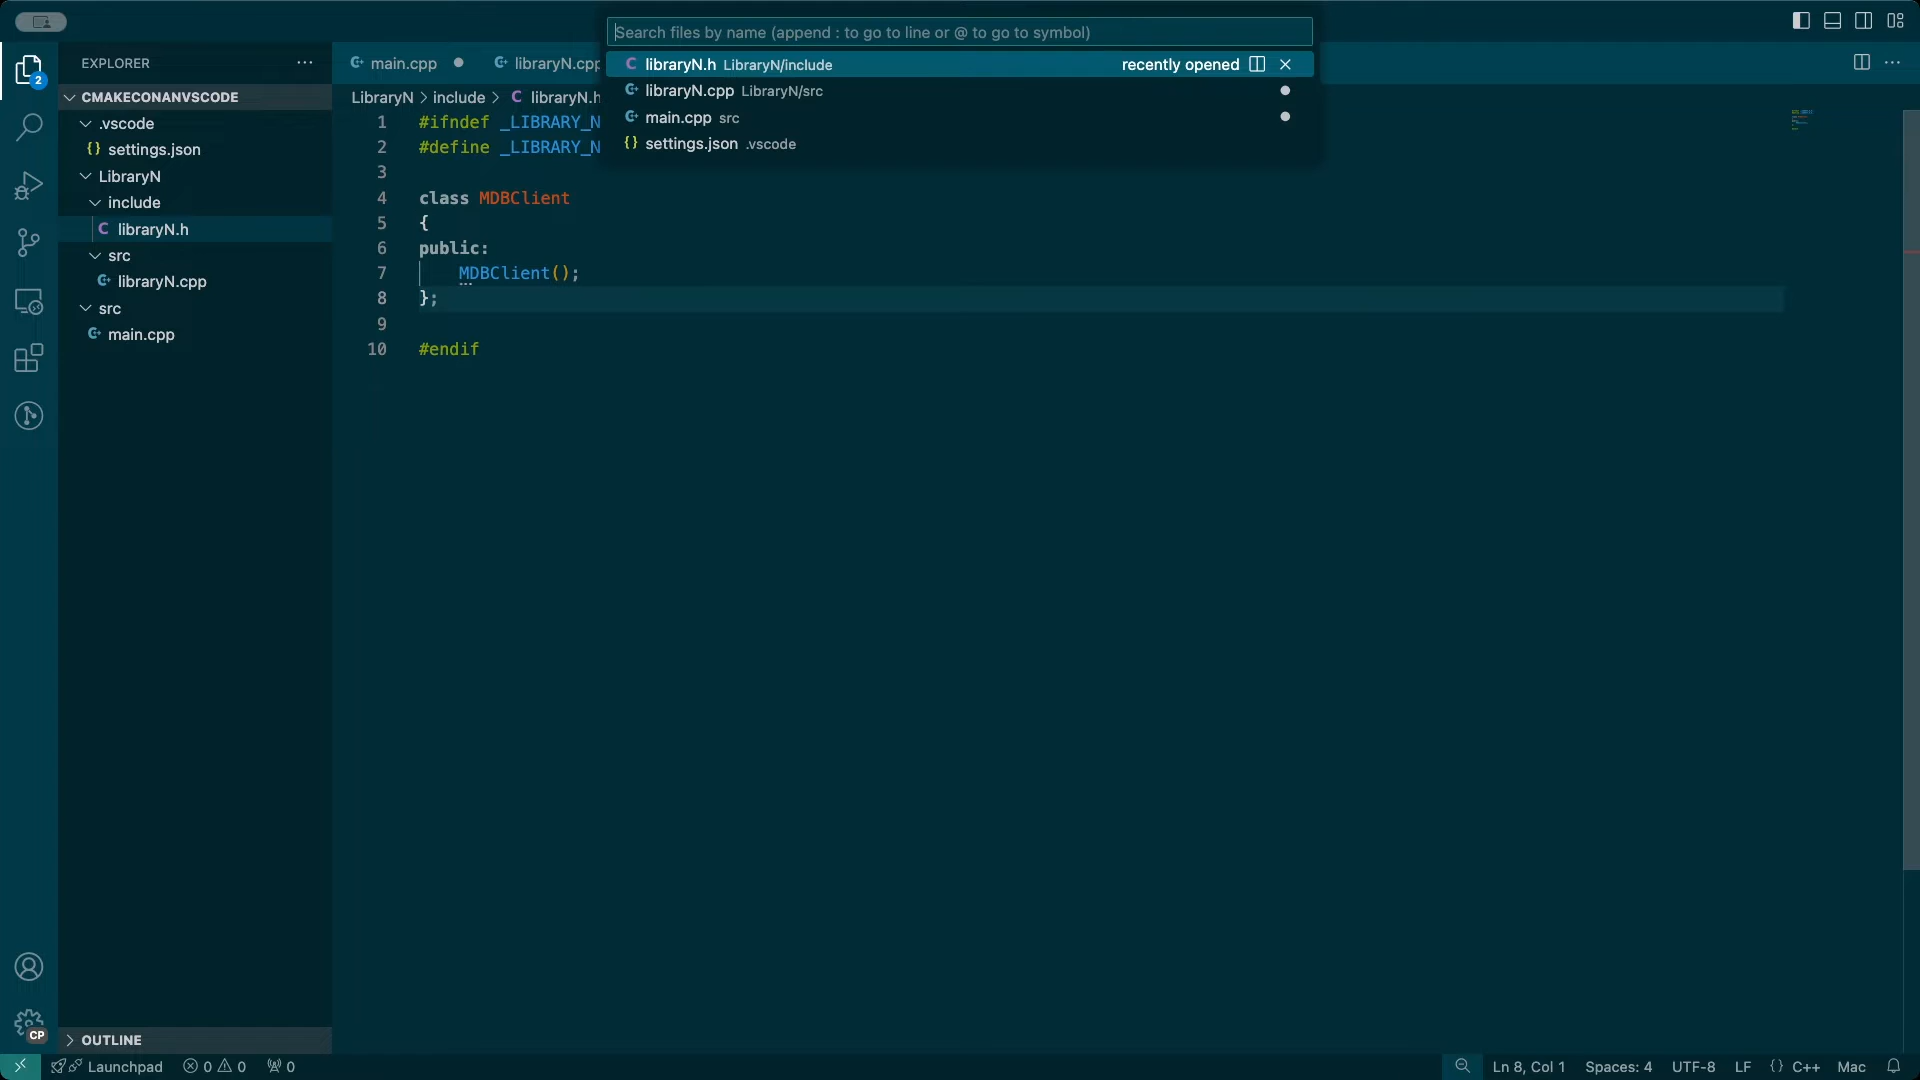 Search files by name (append : to go to line or @ to go to symbol)
libraryN.h LibraryN/include recently opened
libraryN.cpp LibraryN/src
main.cpp src
settings.json .vscode
EXPLORER
2
CMAKECONANVSCODE
.vscode
{} settings.json
LibraryN
include
C libraryN.h
src
libraryN.cpp
src
main.cpp
OUTLINE
main.cpp
libraryN.cpp
LibraryN > include > C libraryN.h
1 #ifndef _LIBRARY_N
2 #define _LIBRARY_N
3
4 class MDBClient
5 {
6 public:
7 MDBClient();
8 };
9
10 #endif
CP
Launchpad 0 0 0
Ln 8, Col 1 Spaces: 4 UTF-8 LF {} C++ Mac